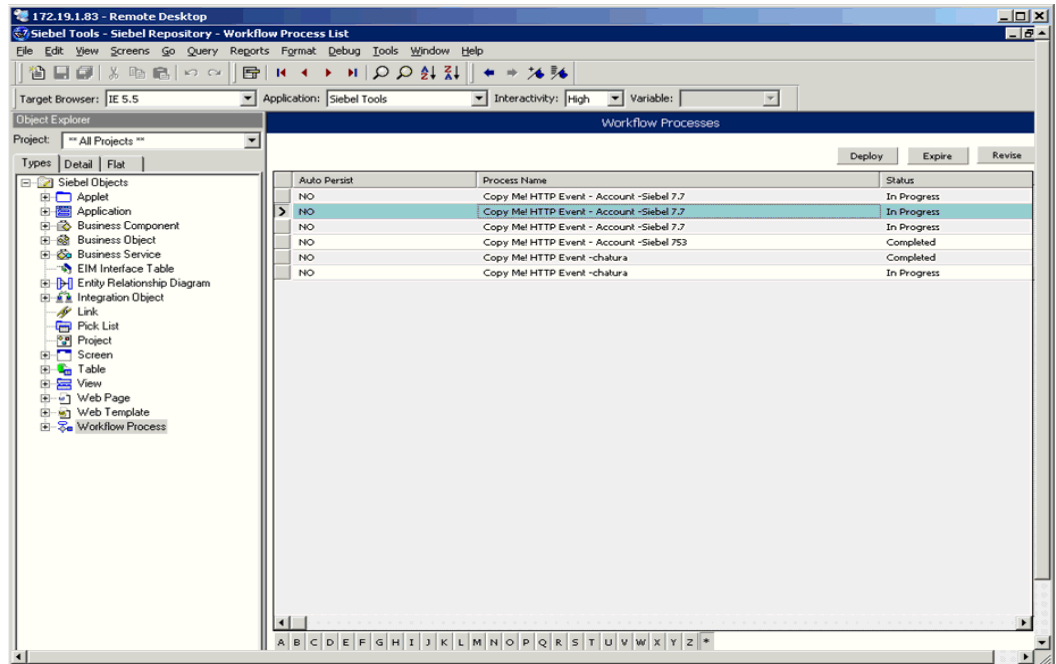 172.19.1.83 - Remote Desktop
Siebel Tools - Siebel Repository - Workflow Process List
File Edit View Screens Go Query Reports Format Debug Tools Window Help
Target Browser: IE 5.5 Application: Siebel Tools Interactivity: High Variable:
Object Explorer
Project: ** All Projects **
Types Detail Flat
Siebel Objects
Applet
Application
Business Component
Business Object
Business Service
EIM Interface Table
Entity Relationship Diagram
Integration Object
Link
Pick List
Project
Screen
Table
View
Web Page
Web Template
Workflow Process
Workflow Processes
Deploy Expire Revise
Auto Persist Process Name Status
NO Copy Me! HTTP Event - Account -Siebel 7.7 In Progress
NO Copy Me! HTTP Event - Account -Siebel 7.7 In Progress
NO Copy Me! HTTP Event - Account -Siebel 7.7 In Progress
NO Copy Me! HTTP Event - Account -Siebel 753 Completed
NO Copy Me! HTTP Event -chatura Completed
NO Copy Me! HTTP Event -chatura In Progress
A B C D E F G H I J K L M N O P Q R S T U V W X Y Z *